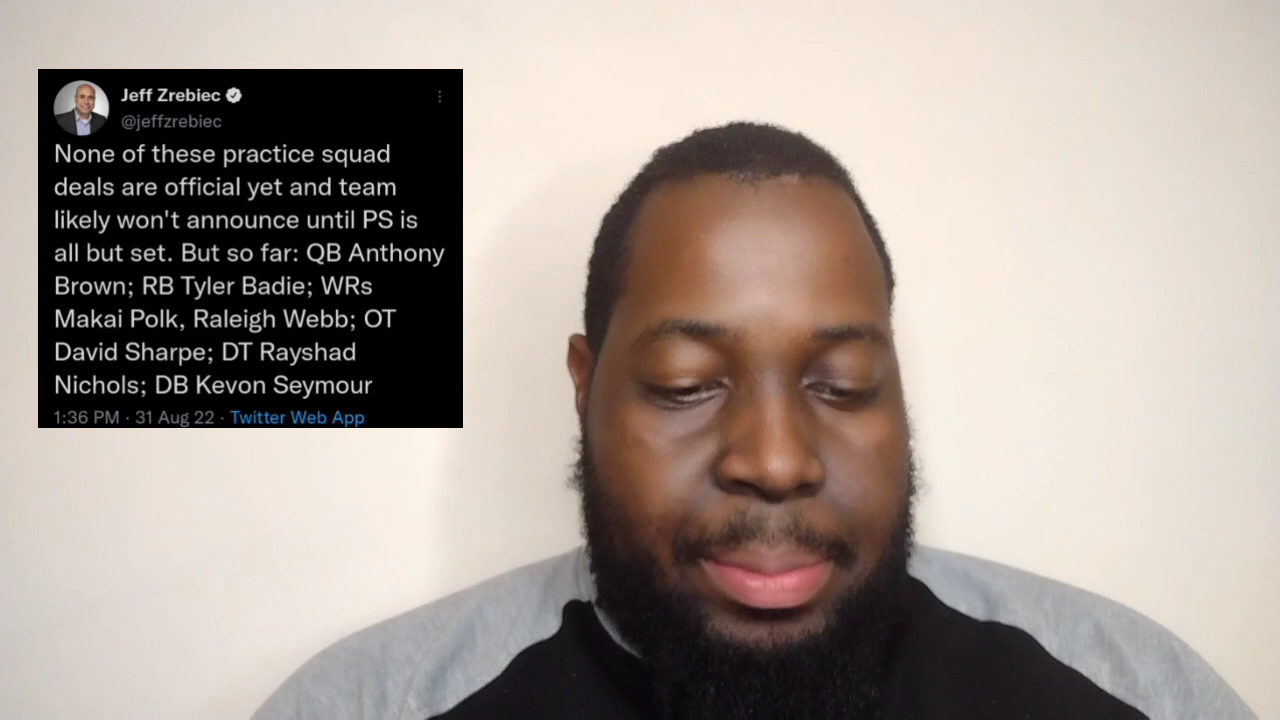 Jeff Zrebiec
@jeffzrebiec
None of these practice squad
deals are official yet and team
likely won't announce until PS is
all but set. But so far: QB Anthony
Brown; RB Tyler Badie; WRs
Makai Polk, Raleigh Webb; OT
David Sharpe; DT Rayshad
Nichols; DB Kevon Seymour
1:36 PM · 31 Aug 22 · Twitter Web App